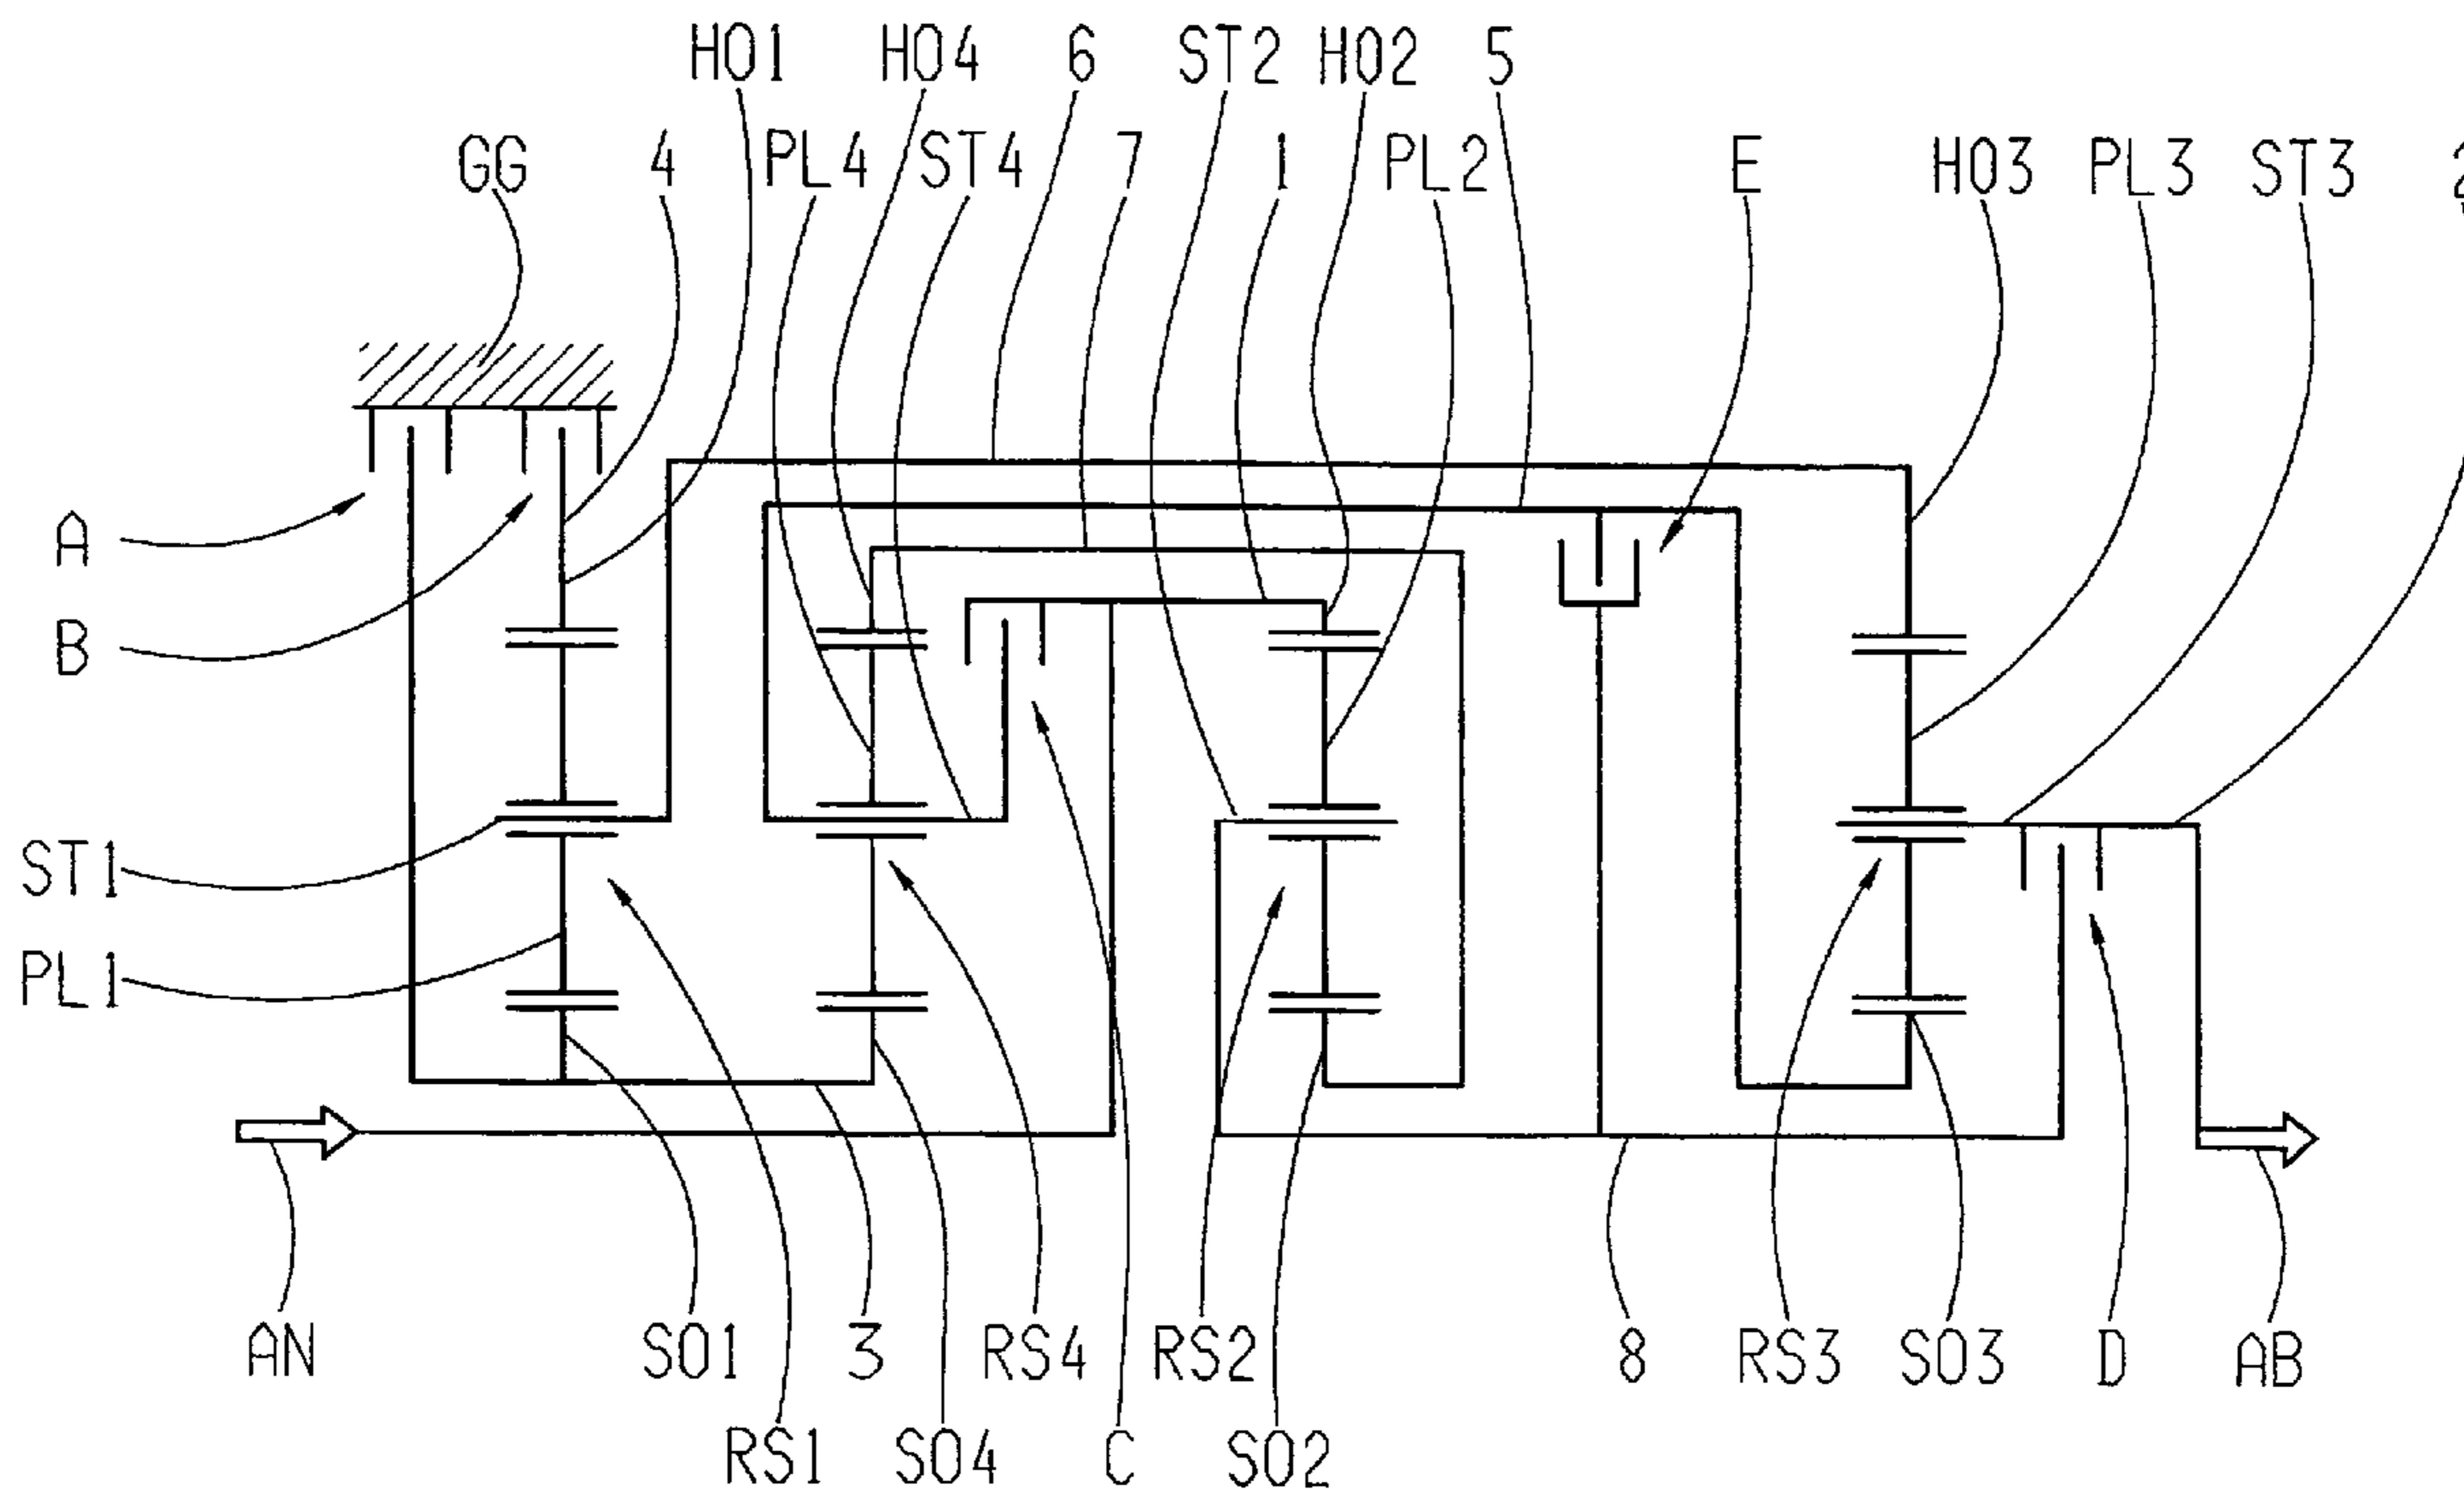 HO1 HO4 6 ST2 HO2 5
GG 4 PL4 ST4 7 1 PL2 E HO3 PL3 ST3 2
A
B
ST1
PL1
AN SO1 3 RS4 RS2 8 RS3 SO3 D AB
RS1 SO4 C SO2